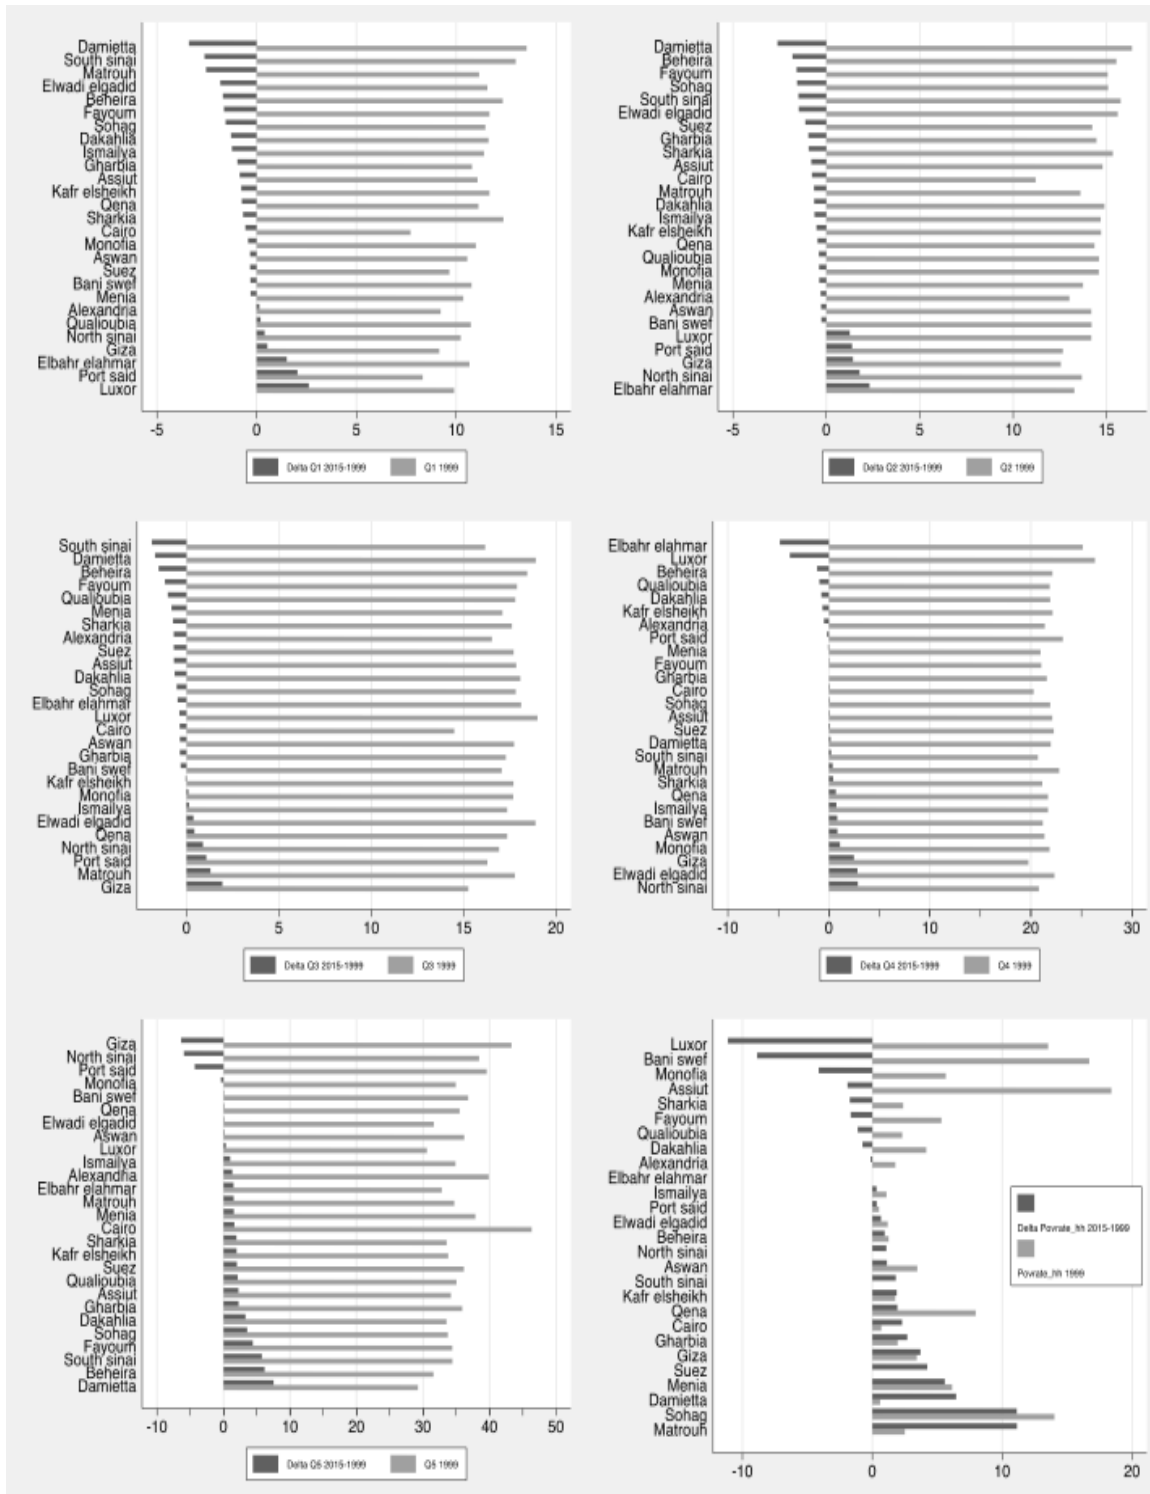 Damietta
South sinai
Matrouh
Elwadi elgadid
Beheira
Fayoum
Sohag
Dakahlia
Ismailya
Gharbia
Assiut
Kafr elsheikh
Qena
Sharkia
Cairo
Monofia
Aswan
Suez
Bani swef
Menia
Alexandria
Qualioubia
North sinai
Giza
Elbahr elahmar
Port said
Luxor
-5 0 5 10 15
Delta Q1 2015-1999 Q1 1999
Damietta
Beheira
Fayoum
Sohag
South sinai
Elwadi elgadid
Suez
Gharbia
Sharkia
Assiut
Cairo
Matrouh
Dakahlia
Ismailya
Kafr elsheikh
Qena
Qualioubia
Monofia
Menia
Alexandria
Aswan
Bani swef
Luxor
Port said
Giza
North sinai
Elbahr elahmar
-5 0 5 10 15
Delta Q2 2015-1999 Q2 1999
South sinai
Damietta
Beheira
Fayoum
Qualioubia
Menia
Sharkia
Alexandria
Suez
Assiut
Dakahlia
Sohag
Elbahr elahmar
Luxor
Cairo
Aswan
Gharbia
Bani swef
Kafr elsheikh
Monofia
Ismailya
Elwadi elgadid
Qena
North sinai
Port said
Matrouh
Giza
0 5 10 15 20
Delta Q3 2015-1999 Q3 1999
Elbahr elahmar
Luxor
Beheira
Qualioubia
Dakahlia
Kafr elsheikh
Alexandria
Port said
Menia
Fayoum
Gharbia
Cairo
Sohag
Assiut
Suez
Damietta
South sinai
Matrouh
Sharkia
Qena
Ismailya
Bani swef
Aswan
Monofia
Giza
Elwadi elgadid
North sinai
-10 0 10 20 30
Delta Q4 2015-1999 Q4 1999
Giza
North sinai
Port said
Monofia
Bani swef
Qena
Elwadi elgadid
Aswan
Luxor
Ismailya
Alexandria
Elbahr elahmar
Matrouh
Menia
Cairo
Sharkia
Kafr elsheikh
Suez
Qualioubia
Assiut
Gharbia
Dakahlia
Sohag
Fayoum
South sinai
Beheira
Damietta
-10 0 10 20 30 40 50
Delta Q5 2015-1999 Q5 1999
Luxor
Bani swef
Monofia
Assiut
Sharkia
Fayoum
Qualioubia
Dakahlia
Alexandria
Elbahr elahmar
Ismailya
Port said
Elwadi elgadid
Beheira
North sinai
Aswan
South sinai
Kafr elsheikh
Qena
Cairo
Gharbia
Giza
Suez
Menia
Damietta
Sohag
Matrouh
Delta Povrate_hh 2015-1999
Povrate_hh 1999
-10 0 10 20